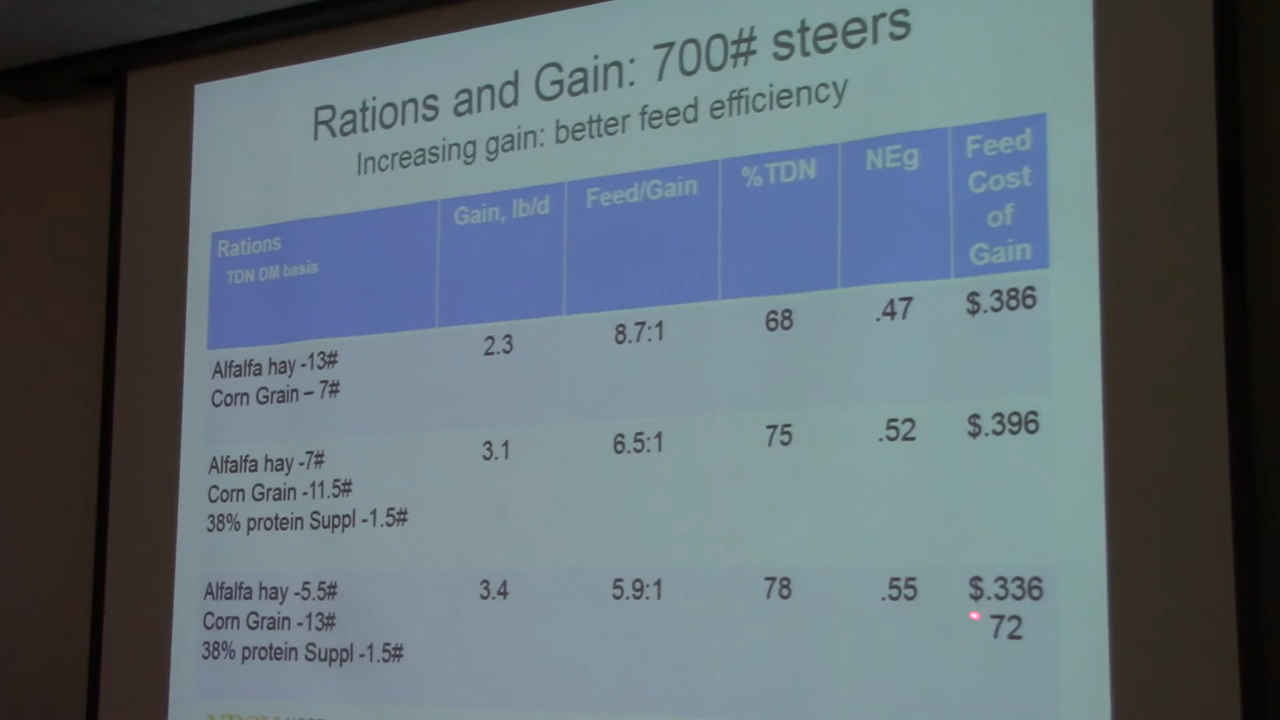 Rations and Gain: 700# steers
Increasing gain: better feed efficiency
Rations
TDN DM basis
Gain, lb/d
Feed/Gain
%TDN
NEg
Feed
Cost
of
Gain
Alfalfa hay -13#
Corn Grain – 7#
2.3
8.7:1
68
.47
$.386
Alfalfa hay -7#
Corn Grain -11.5#
38% protein Suppl -1.5#
3.1
6.5:1
75
.52
$.396
Alfalfa hay -5.5#
Corn Grain -13#
38% protein Suppl -1.5#
3.4
5.9:1
78
.55
$.336
72